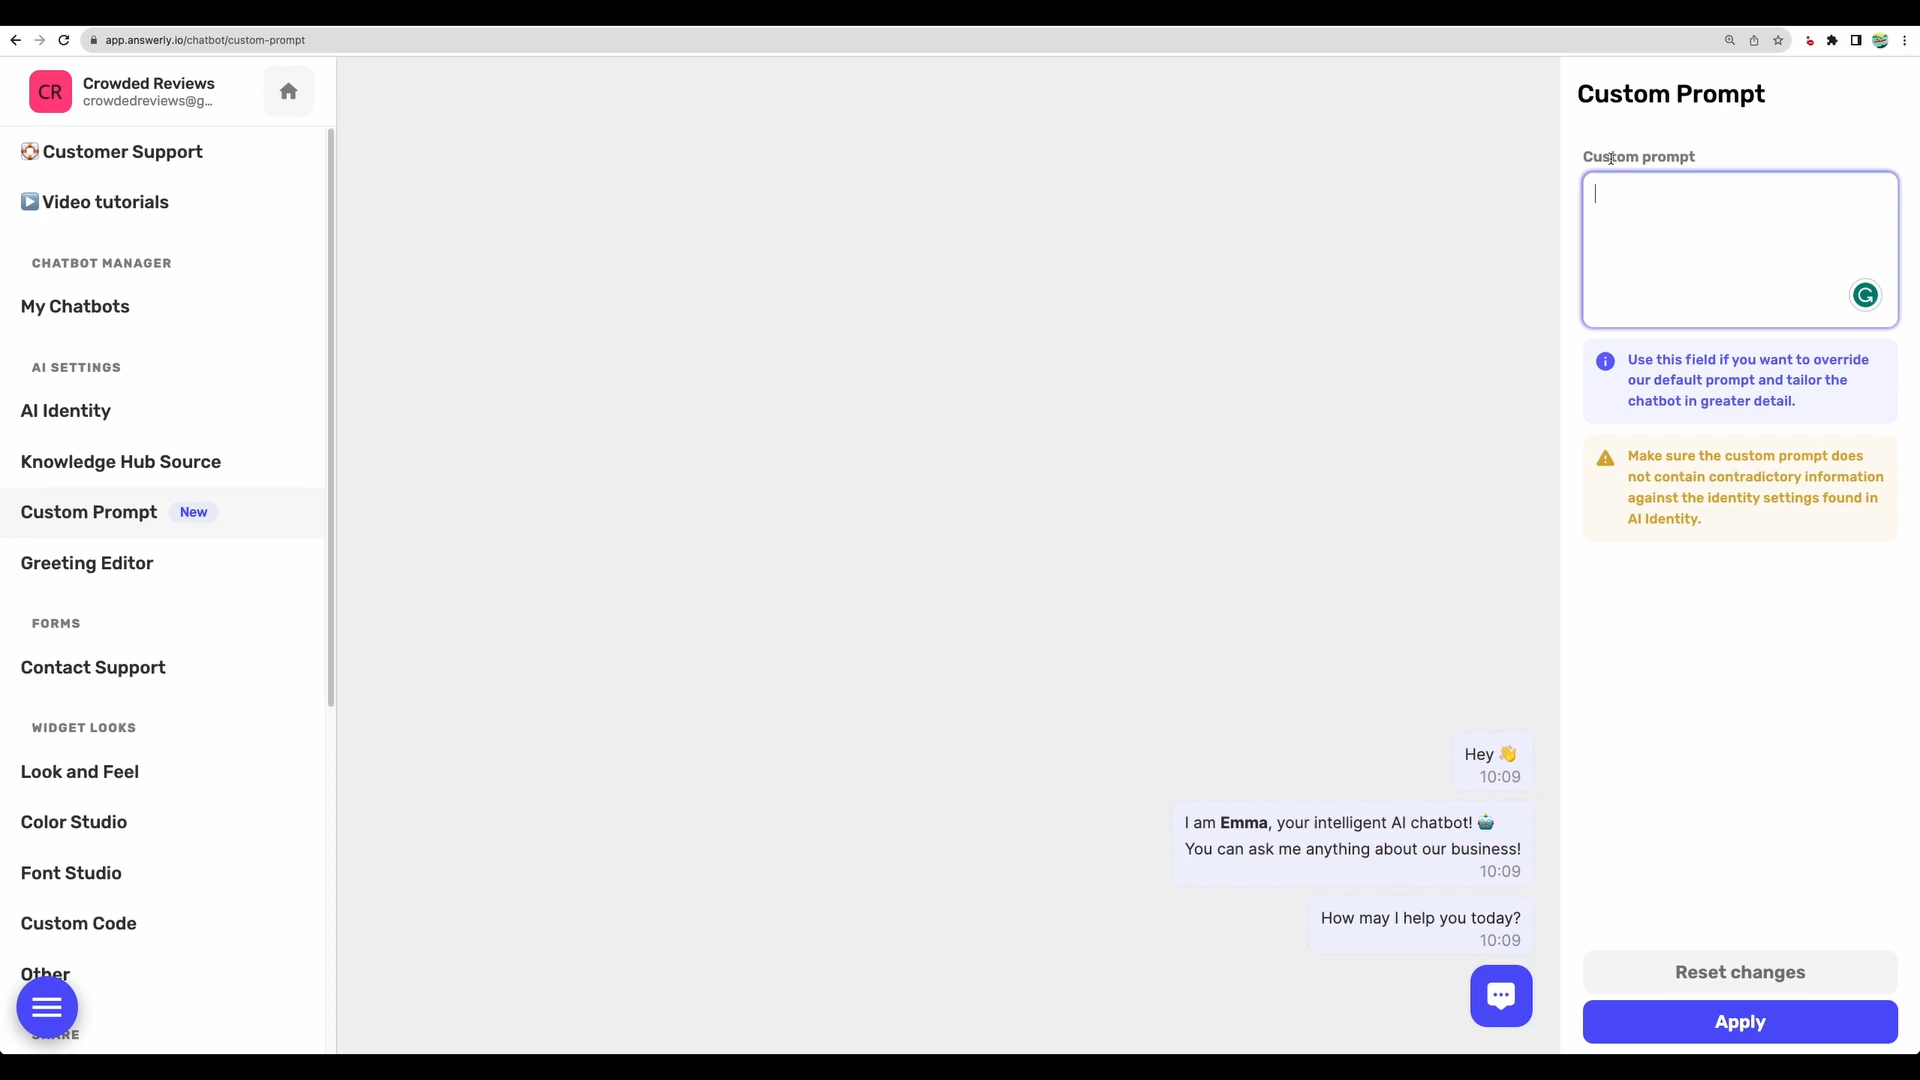 app.answerly.io/chatbot/custom-prompt
CR
Crowded Reviews
crowdedreviews@g...
Customer Support
Video tutorials
CHATBOT MANAGER
My Chatbots
AI SETTINGS
AI Identity
Knowledge Hub Source
Custom Prompt New
Greeting Editor
FORMS
Contact Support
WIDGET LOOKS
Look and Feel
Color Studio
Font Studio
Custom Code
Other
Hey 👋
10:09
I am Emma, your intelligent AI chatbot! 🤖
You can ask me anything about our business!
10:09
How may I help you today?
10:09
Custom Prompt
Custom prompt
Use this field if you want to override
our default prompt and tailor the
chatbot in greater detail.
Make sure the custom prompt does
not contain contradictory information
against the identity settings found in
AI Identity.
Reset changes
Apply